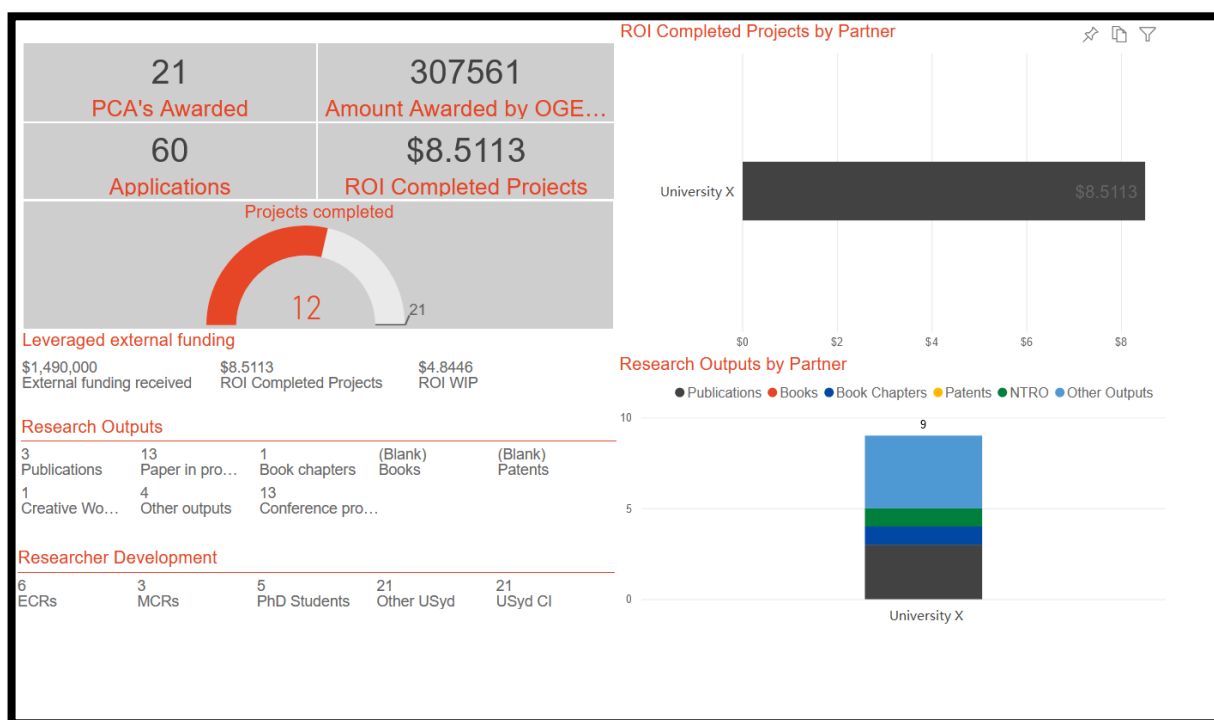 21
PCA's Awarded
307561
Amount Awarded by OGE...
60
Applications
$8.5113
ROI Completed Projects
Projects completed
12
21
Leveraged external funding
$1,490,000
External funding received
$8.5113
ROI Completed Projects
$4.8446
ROI WIP
Research Outputs
3
Publications
13
Paper in pro...
1
Book chapters
(Blank)
Books
(Blank)
Patents
1
Creative Wo...
4
Other outputs
13
Conference pro...
Researcher Development
6
ECRs
3
MCRs
5
PhD Students
21
Other USyd
21
USyd CI
ROI Completed Projects by Partner
University X
$8.5113
$0 $2 $4 $6 $8
Research Outputs by Partner
Publications Books Book Chapters Patents NTRO Other Outputs
10
9
5
0
University X